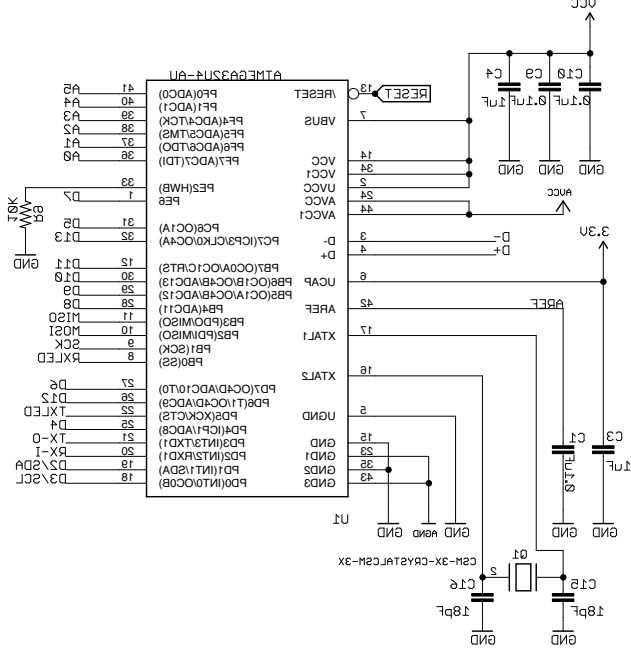 VCC
ATMEGA32U4-AU
A5 41 PF0(ADC0)
A4 40 PF1(ADC1)
A3 39 PF4(ADC4/TCK)
A2 38 PF5(ADC5/TMS)
A1 37 PF6(ADC6/TDO)
A0 36 PF7(ADC7/TDI)
33 PE2(HWB)
D7 1 PE6
D5 31 PC6(OC1A)
D13 32 PC7(ICP3/CLKO/OC4A)
D11 12 PB7(OC0A/OC1C/RTS)
D10 30 PB6(OC1B/OC4B/ADC13)
D9 29 PB5(OC1A/OC4B/ADC12)
D8 28 PB4(ADC11)
MISO 11 PB3(PD/MISO)
MOSI 10 PB2(PD/MISO)
SCK 9 PB1(SCK)
RXLED 8 PB0(SS)
D6 27 PD7(OC4D/ADC10/T0)
D12 26 PD6(T1/OC4D/ADC9)
TXLED 22 PD5(XCK/CTS)
D4 25 PD4(ICP1/ADC8)
TX-O 21 PD3(INT3/TXD1)
RX-I 20 PD2(INT2/RXD1)
D2/SDA 19 PD1(INT1/SDA)
D3/SCL 18 PD0(INT0/OC0B)
10K
R9
GND
/RESET 13 RESET
VBUS 7
VCC 14
VCC1 34
UVCC 2
AVCC 24
AVCC1 44
D- 3 D-
D+ 4 D+
UCAP 6
AREF 42 AREF
XTAL1 17
XTAL2 16
UGND 5
GND 15
GND1 23
GND2 35
GND3 43
C4
1uF
C9
0.1uF
C10
0.1uF
GND
GND
GND
AVCC
3.3V
C1
0.1uF
C3
1uF
U1
GND
AGND
GND
GND
GND
CSM-3X-CRYSTALCSM-3X
Q1
2
C16
18pF
C15
18pF
GND
GND